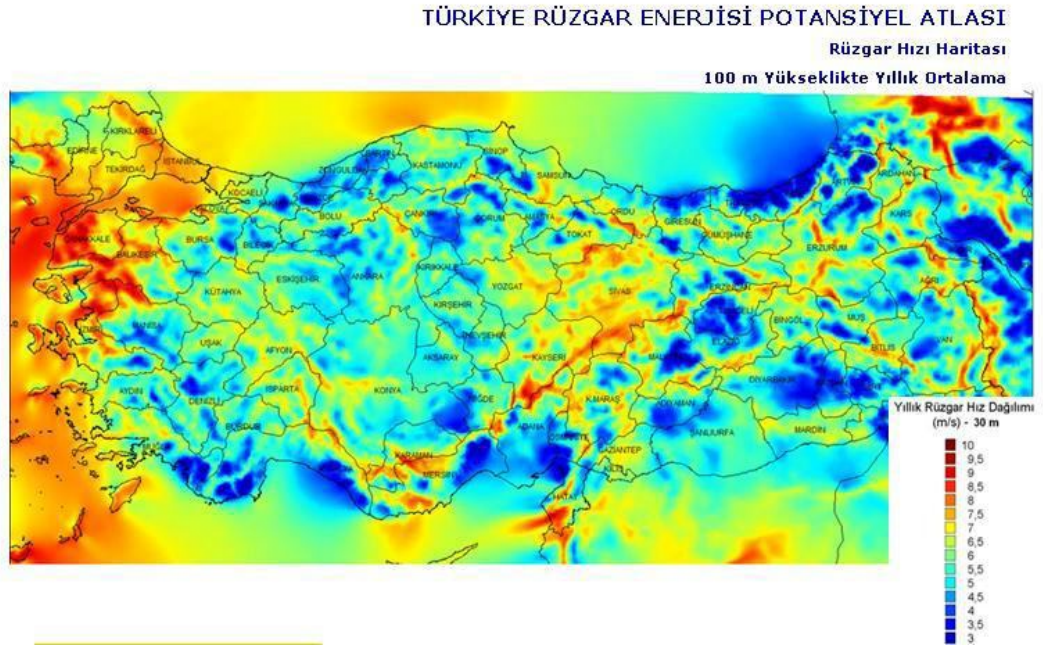 TÜRKİYE RÜZGAR ENERJİSİ POTANSİYEL ATLASI
Rüzgar Hızı Haritası
100 m Yükseklikte Yıllık Ortalama
KIRKLARELİ
EDİRNE
TEKİRDAĞ
İSTANBUL
KOCAELİ
ZONGULDAK
KASTAMONU
SİNOP
SAMSUN
BOLU
ÇANKIRI
ÇORUM
AMASYA
TOKAT
ORDU
GİRESUN
GÜMÜŞHANE
ARDAHAN
KARS
ERZURUM
AĞRI
ÇANAKKALE
BALIKESİR
BURSA
BİLECİK
ESKİŞEHİR
ANKARA
KIRIKKALE
YOZGAT
SİVAS
ERZİNCAN
KÜTAHYA
KIRŞEHİR
BİNGÖL
MUŞ
İZMİR
MANİSA
UŞAK
AFYON
NEVŞEHİR
AKSARAY
KAYSERİ
ELAZIĞ
BİTLİS
VAN
AYDIN
DENİZLİ
ISPARTA
KONYA
NİĞDE
K.MARAŞ
ADIYAMAN
DİYARBAKIR
BURDUR
ADANA
ŞANLIURFA
MARDİN
KARAMAN
MERSİN
GAZİANTEP
KİLİS
HATAY
Yıllık Rüzgar Hız Dağılımı
(m/s) - 30 m
10
9,5
9
8,5
8
7,5
7
6,5
6
5,5
5
4,5
4
3,5
3